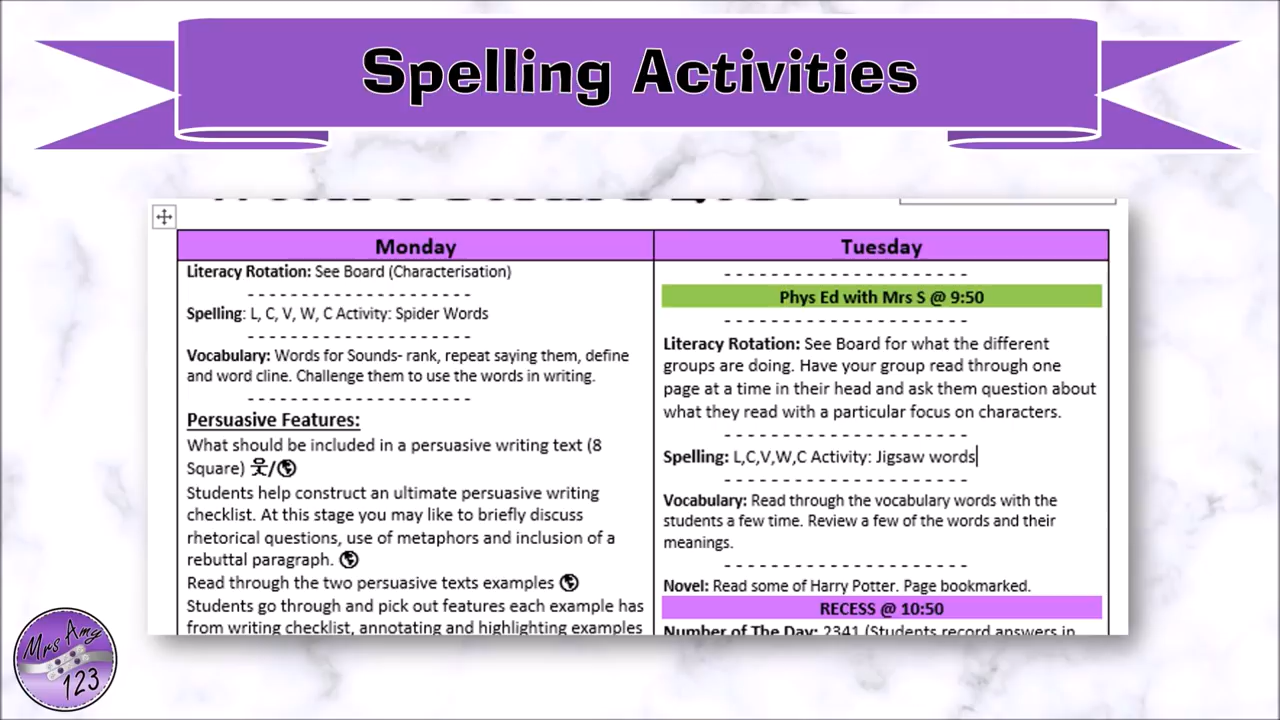 Spelling Activities
Monday
Literacy Rotation: See Board (Characterisation)
- - - - - - - - - - - - - - - - - - - - -
Spelling: L, C, V, W, C Activity: Spider Words
- - - - - - - - - - - - - - - - - - - - -
Vocabulary: Words for Sounds- rank, repeat saying them, define
and word cline. Challenge them to use the words in writing.
- - - - - - - - - - - - - - - - - - - - -
Persuasive Features:
What should be included in a persuasive writing text (8
Square) /
Students help construct an ultimate persuasive writing
checklist. At this stage you may like to briefly discuss
rhetorical questions, use of metaphors and inclusion of a
rebuttal paragraph.
Read through the two persuasive texts examples
Students go through and pick out features each example has
from writing checklist, annotating and highlighting examples
Tuesday
- - - - - - - - - - - - - - - - - - - - - -
Phys Ed with Mrs S @ 9:50
- - - - - - - - - - - - - - - - - - - - - -
Literacy Rotation: See Board for what the different
groups are doing. Have your group read through one
page at a time in their head and ask them question about
what they read with a particular focus on characters.
- - - - - - - - - - - - - - - - - - - - - -
Spelling: L,C,V,W,C Activity: Jigsaw words
- - - - - - - - - - - - - - - - - - - - - -
Vocabulary: Read through the vocabulary words with the
students a few time. Review a few of the words and their
meanings.
- - - - - - - - - - - - - - - - - - - - - -
Novel: Read some of Harry Potter. Page bookmarked.
RECESS @ 10:50
Number of The Day: 2341 (Students record answers in
Mrs Amy
123